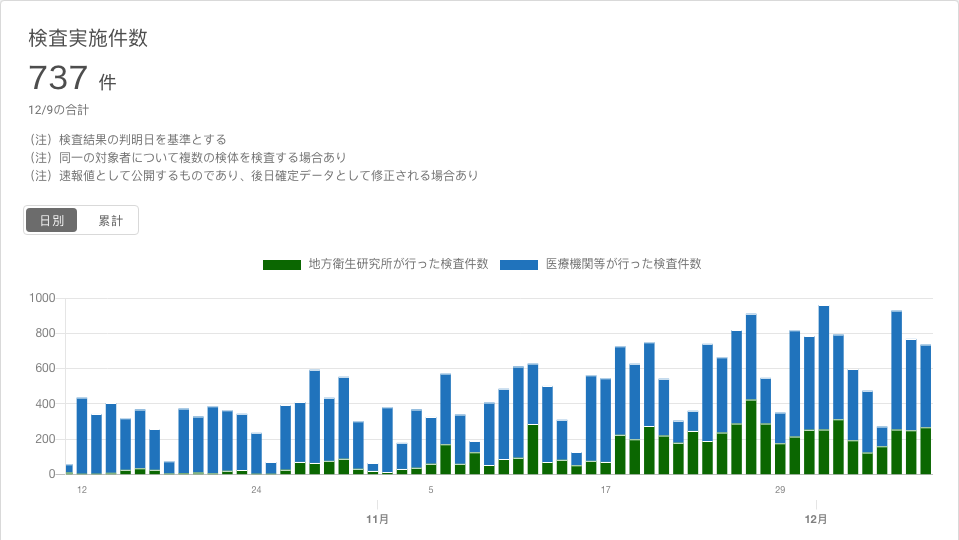 検査実施件数
737 件
12/9の合計
（注）検査結果の判明日を基準とする
（注）同一の対象者について複数の検体を検査する場合あり
（注）速報値として公開するものであり、後日確定データとして修正される場合あり
日別 累計
地方衛生研究所が行った検査件数 医療機関等が行った検査件数
1000
800
600
400
200
0
12 24 5 17 29
11月 12月